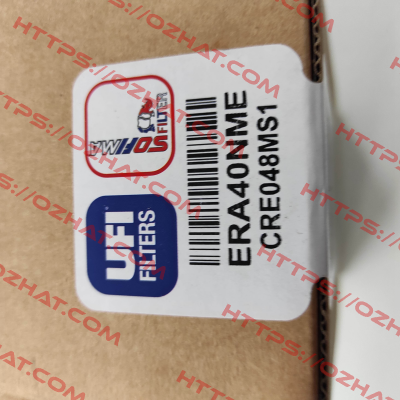 SOFIMA
FILTER
UFI
FILTERS
ERA40NME
CRE048MS1
HTTPS://OZHAT.COM